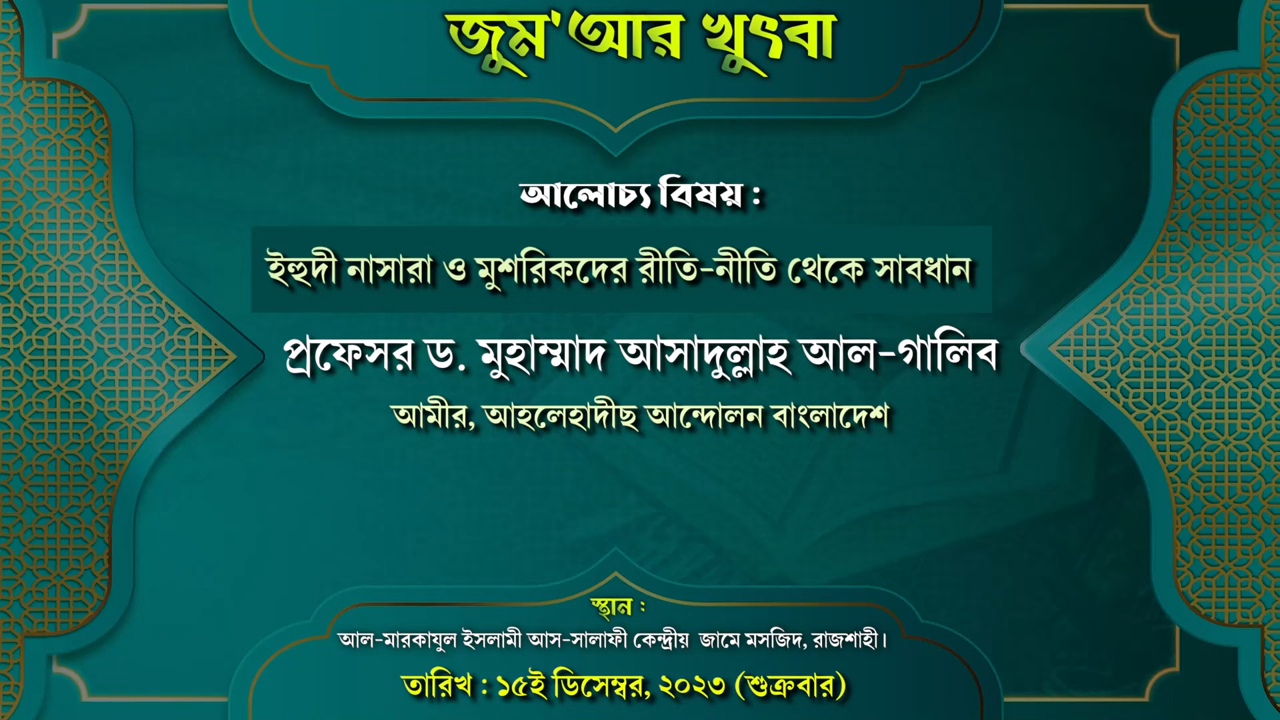 জুম'আর খুৎবা
আলোচ্য বিষয় :
ইহুদী নাসারা ও মুশরিকদের রীতি-নীতি থেকে সাবধান
প্রফেসর ড. মুহাম্মাদ আসাদুল্লাহ আল-গালিব
আমীর, আহলেহাদীছ আন্দোলন বাংলাদেশ
স্থান :
আল-মারকাযুল ইসলামী আস-সালাফী কেন্দ্রীয় জামে মসজিদ, রাজশাহী।
তারিখ : ১৫ই ডিসেম্বর, ২০২৩ (শুক্রবার)